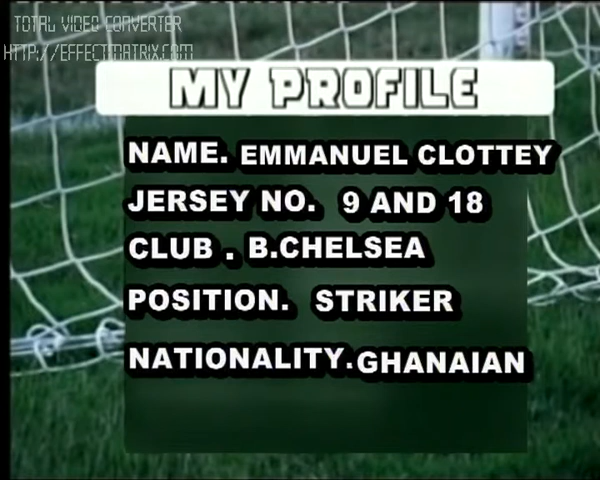 TOTAL VIDEO CONVERTER
HTTP://EFFECTMATRIX.COM
MY PROFILE
NAME. EMMANUEL CLOTTEY
JERSEY NO. 9 AND 18
CLUB . B.CHELSEA
POSITION. STRIKER
NATIONALITY.GHANAIAN